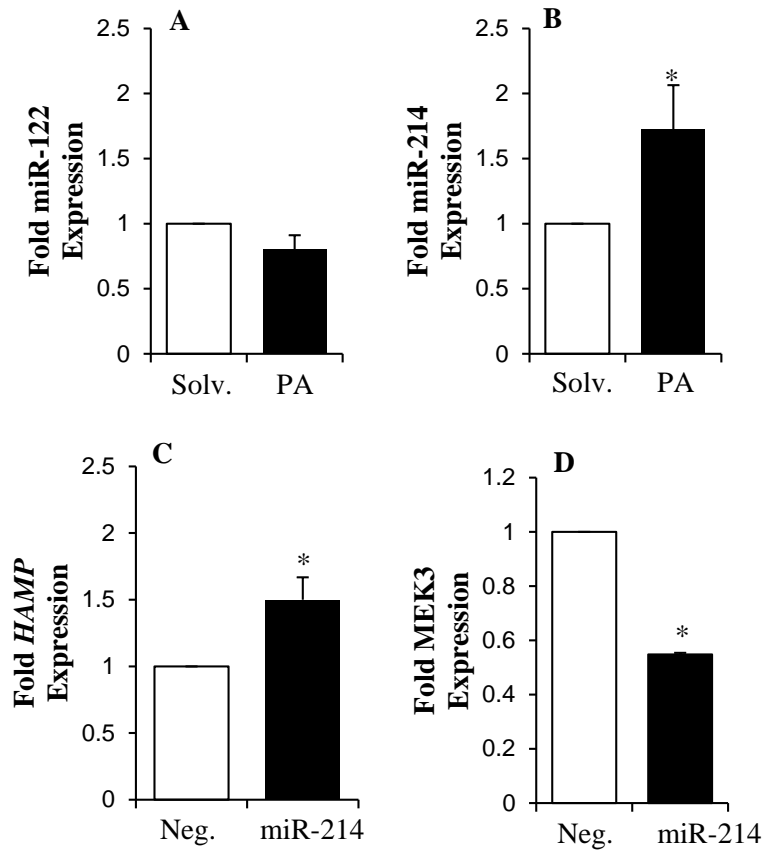 A
Fold miR-122
Expression
2.5
2
1.5
1
0.5
0
Solv.
PA
B
Fold miR-214
Expression
2.5
2
1.5
1
0.5
0
*
Solv.
PA
C
Fold HAMP
Expression
2.5
2
1.5
1
0.5
0
*
Neg.
miR-214
D
Fold MEK3
Expression
1.2
1
0.8
0.6
0.4
0.2
0
*
Neg.
miR-214